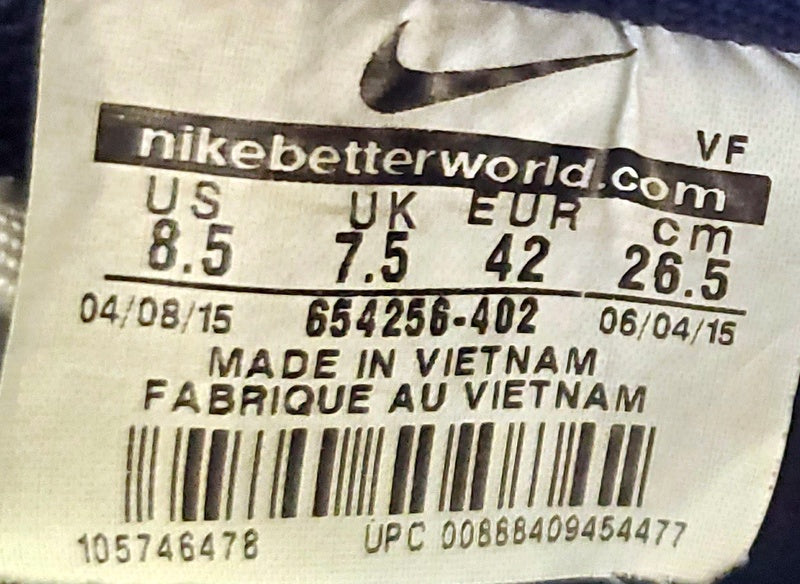 VF
nikebetterworld.com
US UK EUR cm
8.5 7.5 42 26.5
04/08/15 654256-402 06/04/15
MADE IN VIETNAM
FABRIQUE AU VIETNAM
105746478 UPC 00888409454477